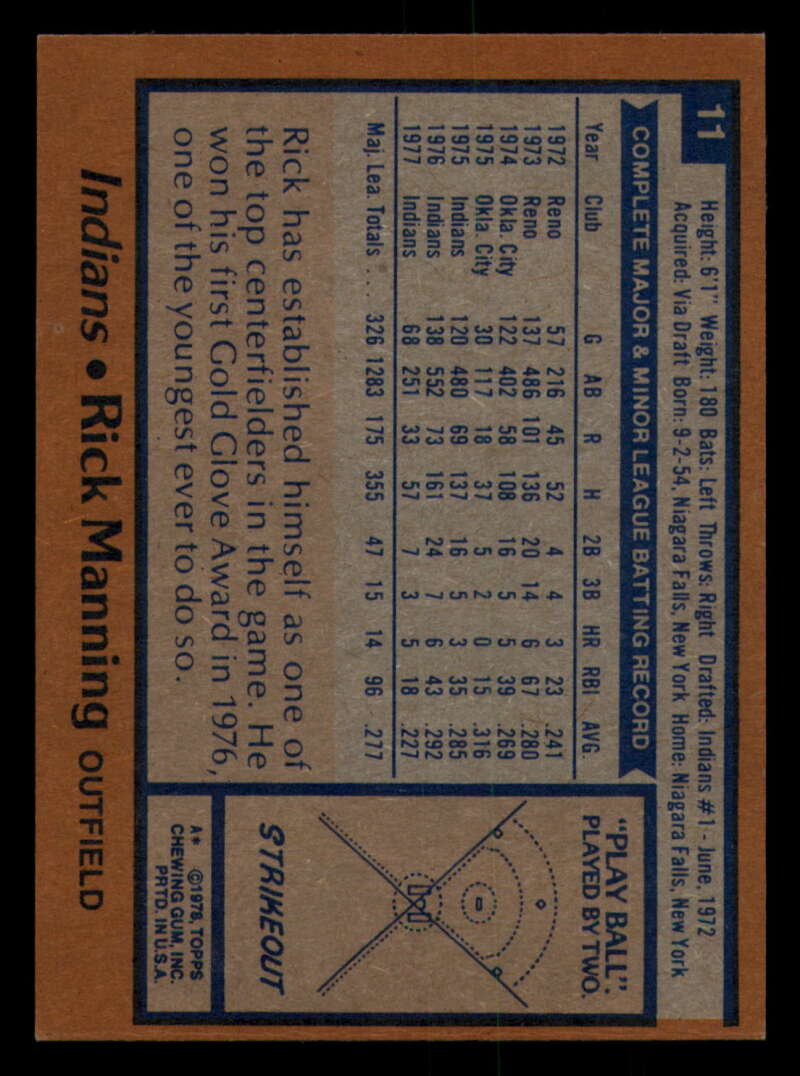 11
Height: 6'1" Weight: 180 Bats: Left Throws: Right Drafted: Indians #1 - June, 1972
Acquired: Via Draft Born: 9-2-54, Niagara Falls, New York Home: Niagara Falls, New York
COMPLETE MAJOR & MINOR LEAGUE BATTING RECORD
Year Club G AB R H 2B 3B HR RBI AVG.
1972 Reno 57 216 45 52 4 4 3 23 .241
1973 Reno 137 486 101 136 20 14 6 67 .280
1974 Okla. City 122 402 58 108 16 5 5 39 .269
1975 Okla. City 30 117 18 37 5 2 0 15 .316
1975 Indians 120 480 69 137 16 5 3 35 .285
1976 Indians 138 552 73 161 24 7 6 43 .292
1977 Indians 68 251 33 57 7 3 5 18 .227
Maj. Lea. Totals ... 326 1283 175 355 47 15 14 96 .277
Rick has established himself as one of
the top centerfielders in the game. He
won his first Gold Glove Award in 1976,
one of the youngest ever to do so.
"PLAY BALL".
PLAYED BY TWO.
STRIKEOUT
A* ©1978, TOPPS
CHEWING GUM, INC.
PRTD. IN U.S.A.
Indians • Rick Manning OUTFIELD